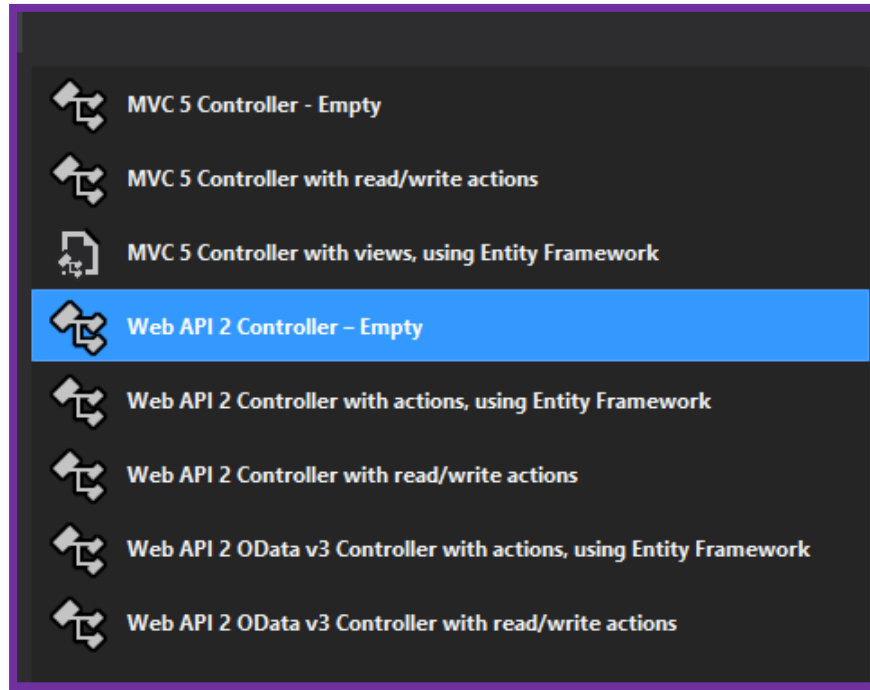 MVC 5 Controller - Empty
MVC 5 Controller with read/write actions
MVC 5 Controller with views, using Entity Framework
Web API 2 Controller – Empty
Web API 2 Controller with actions, using Entity Framework
Web API 2 Controller with read/write actions
Web API 2 OData v3 Controller with actions, using Entity Framework
Web API 2 OData v3 Controller with read/write actions